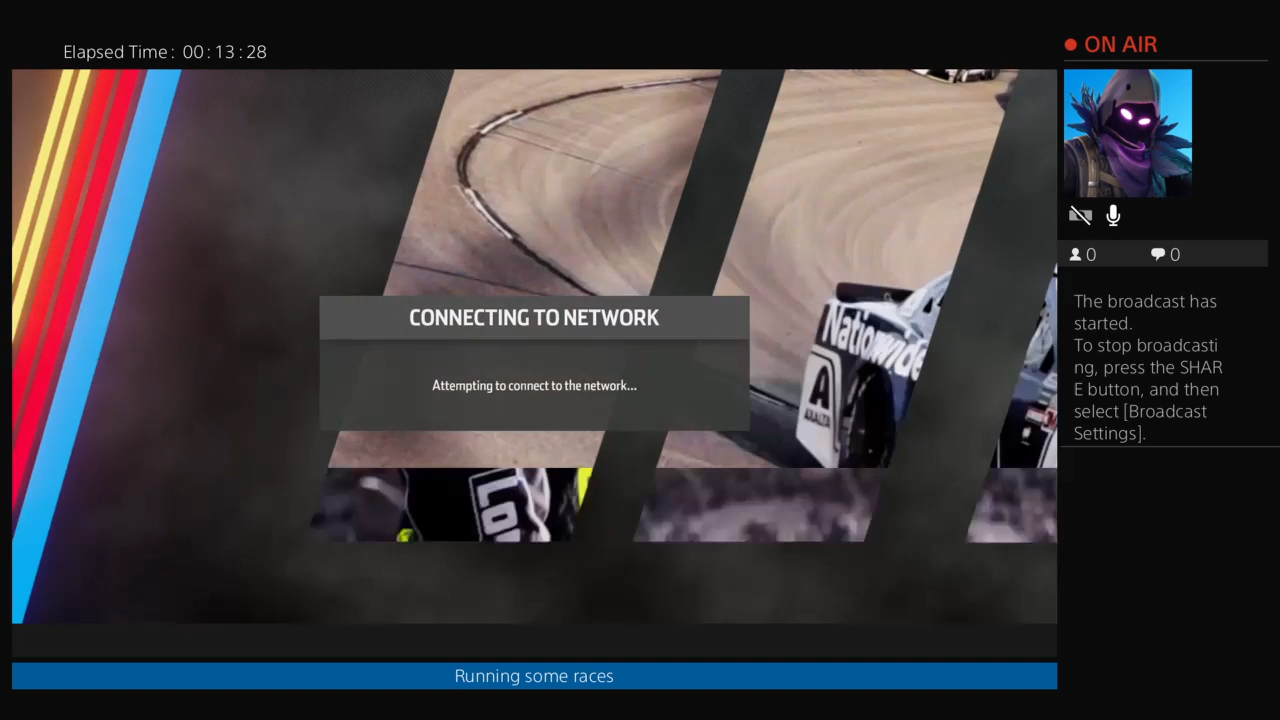 Elapsed Time: 00:13:28
ON AIR
0 0
The broadcast has
started.
To stop broadcasti
ng, press the SHAR
E button, and then
select [Broadcast
Settings].
CONNECTING TO NETWORK
Attempting to connect to the network...
Nationwide
AXALTA
Running some races